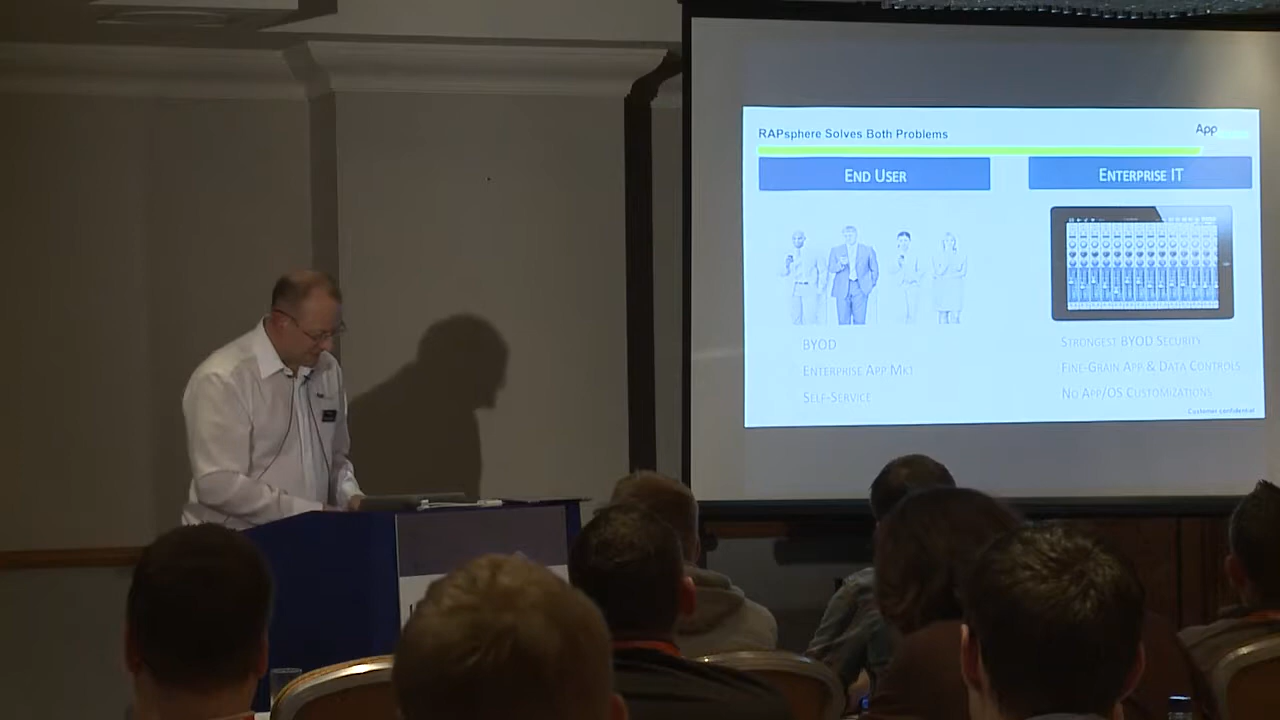 RAPsphere Solves Both Problems
App
END USER
ENTERPRISE IT
BYOD
ENTERPRISE APP MKT
SELF-SERVICE
STRONGEST BYOD SECURITY
FINE-GRAIN APP & DATA CONTROLS
NO APP/OS CUSTOMIZATIONS
Customer confidential